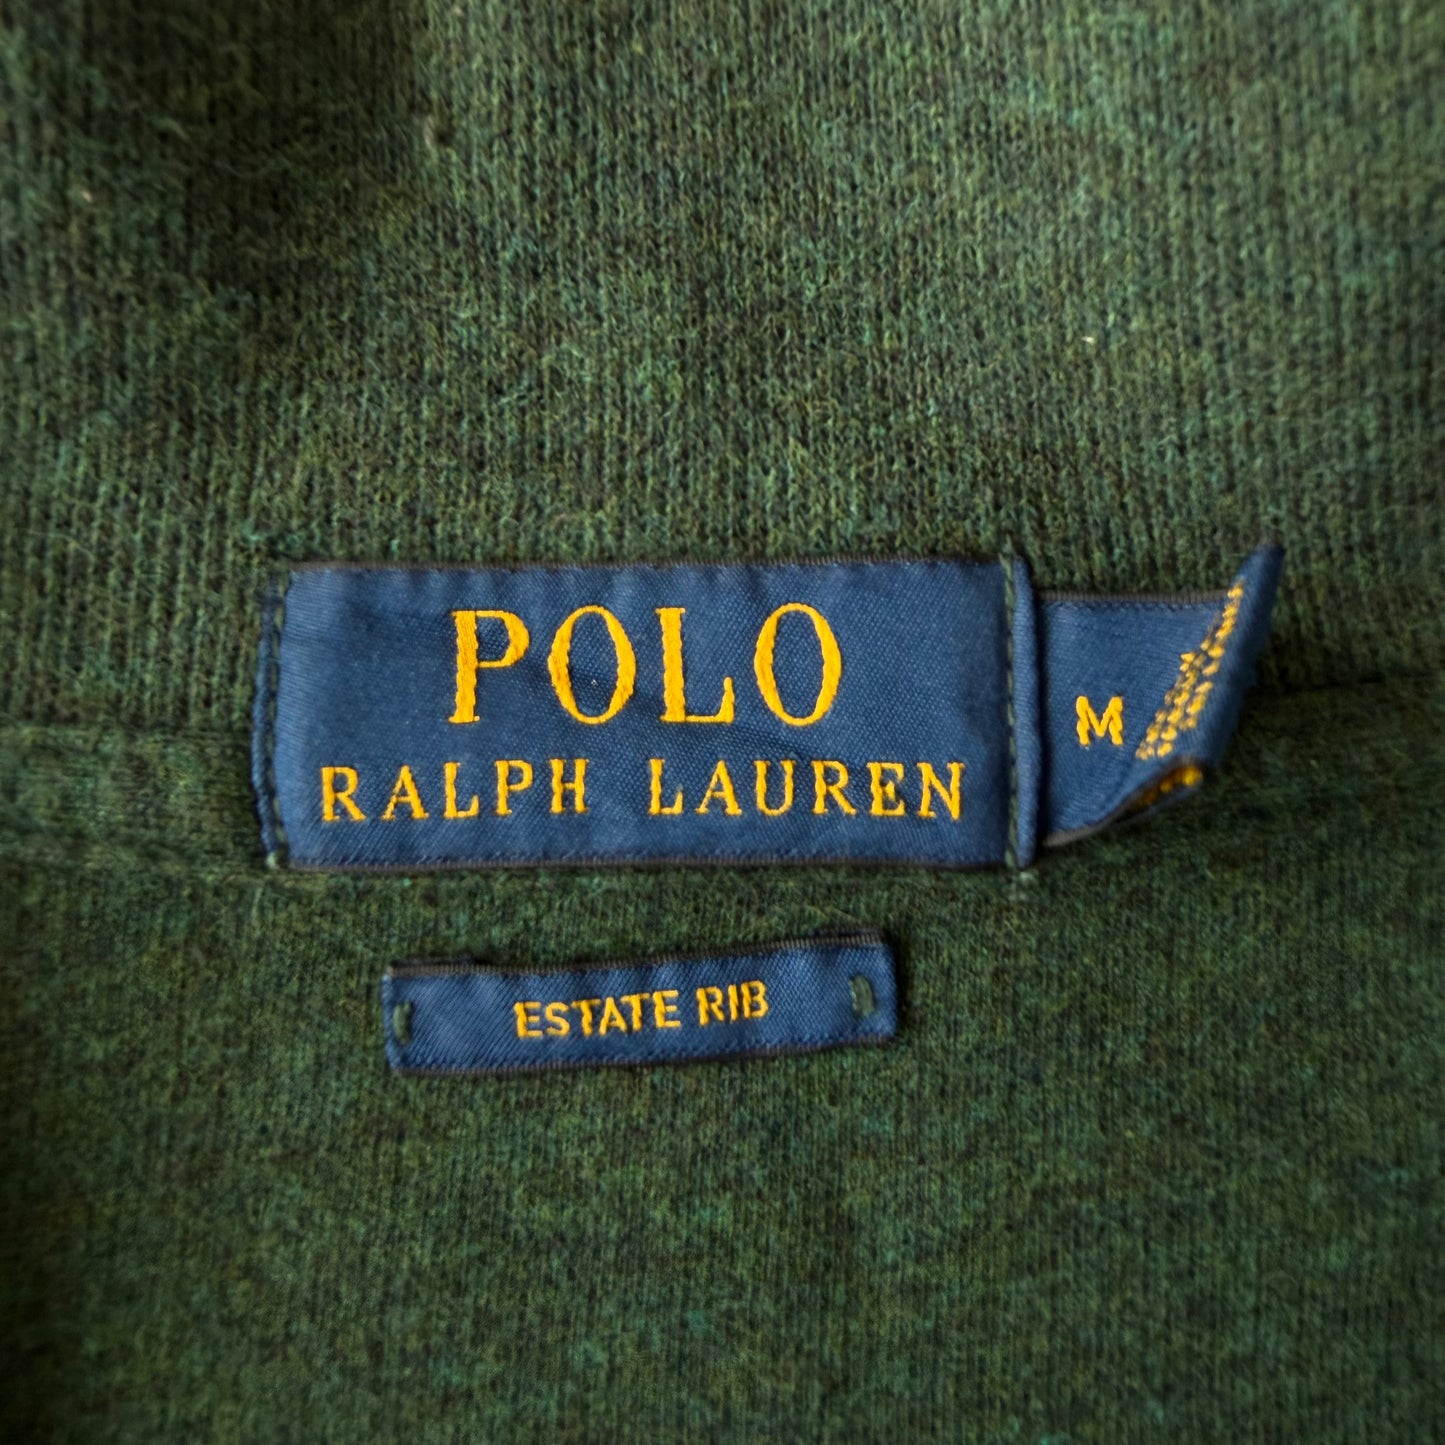 POLO
RALPH LAUREN
M
ESTATE RIB